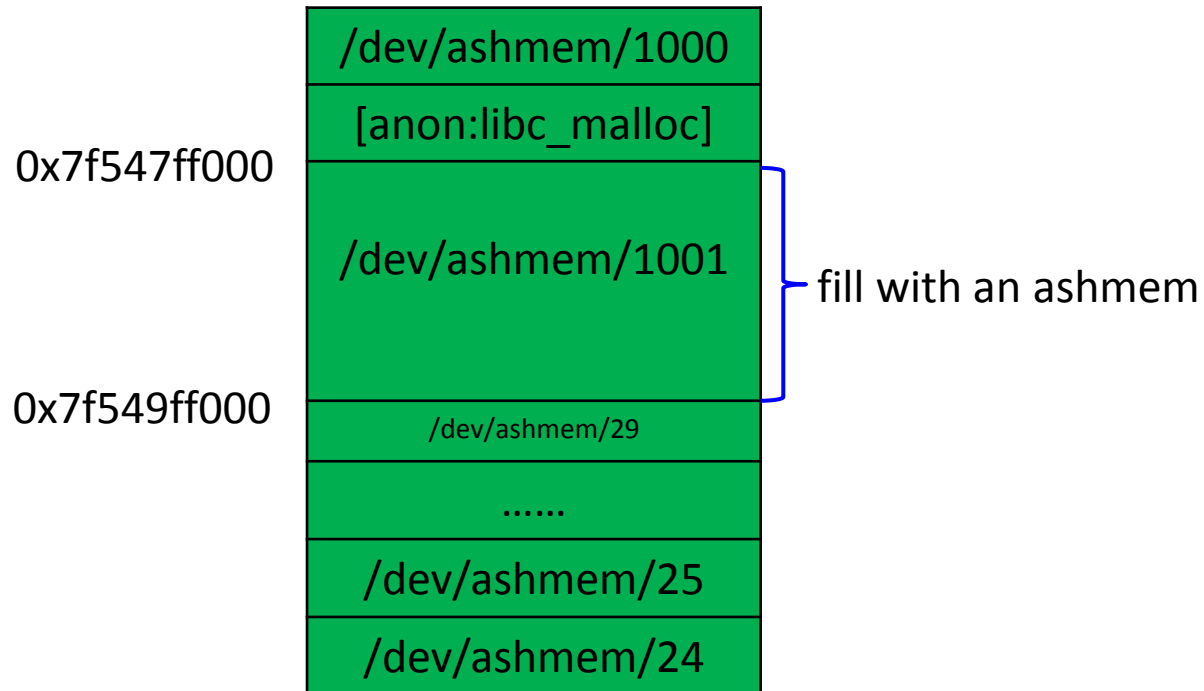 /dev/ashmem/1000
[anon:libc_malloc]
0x7f547ff000
/dev/ashmem/1001
fill with an ashmem
0x7f549ff000
/dev/ashmem/29
……
/dev/ashmem/25
/dev/ashmem/24